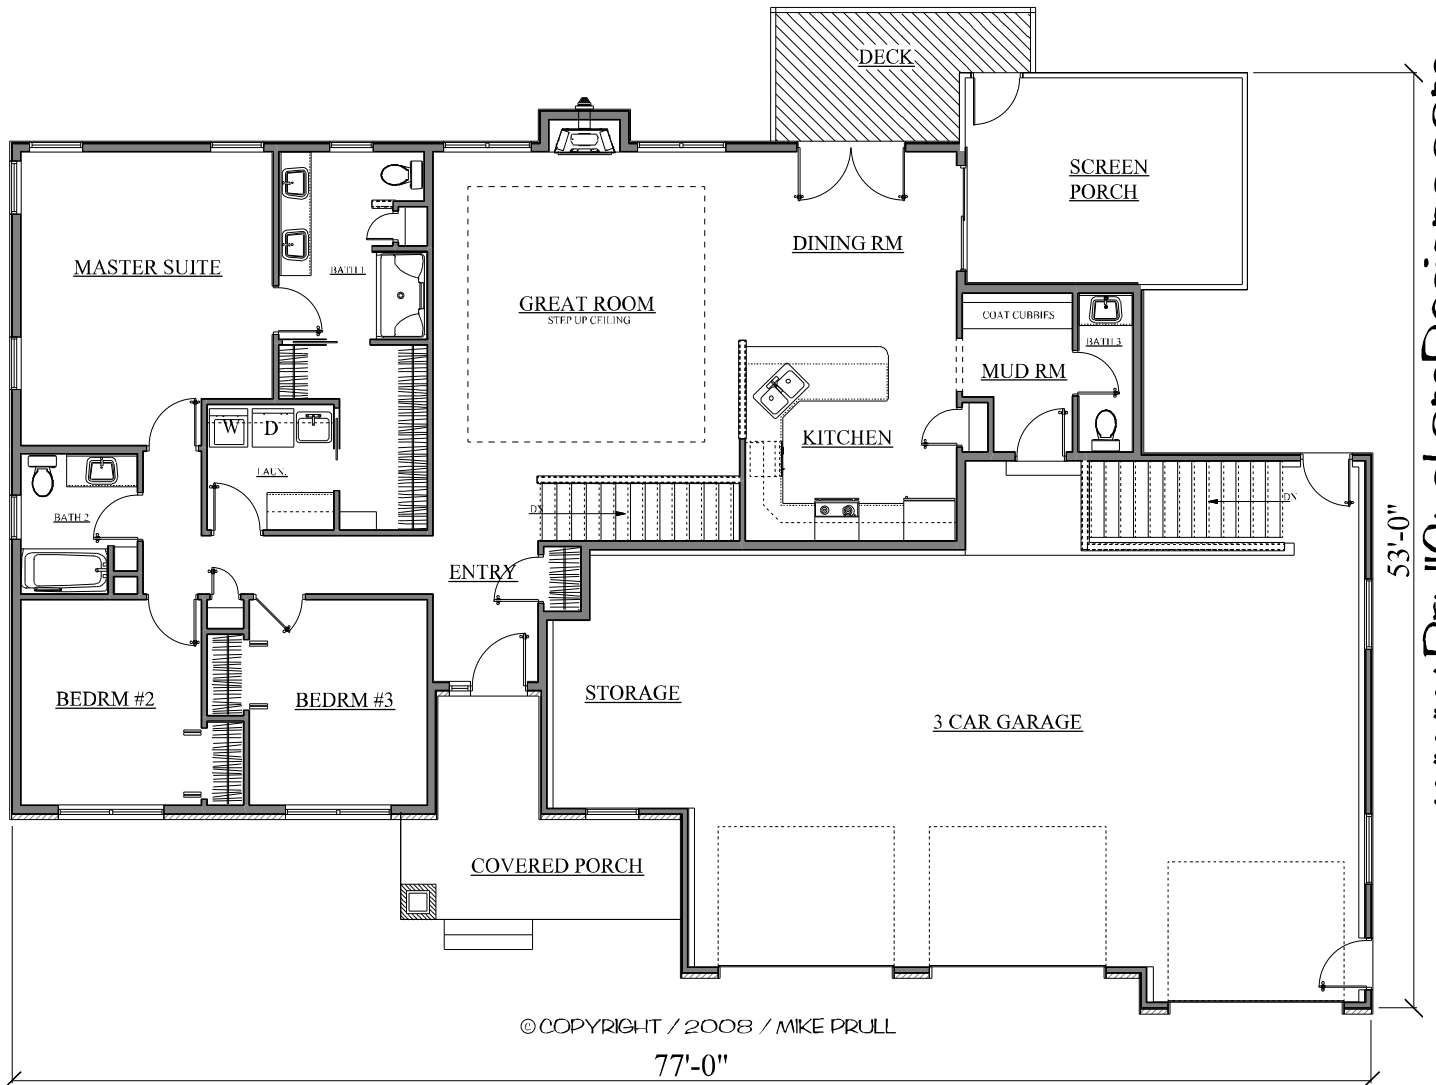 DECK
SCREEN
PORCH
DINING RM
MASTER SUITE
BATH 1
GREAT ROOM
STEP UP CEILING
COAT CUBBIES
BATH 3
MUD RM
W
D
KITCHEN
LAUN.
BATH 2
DN
DN
ENTRY
53'-0"
BEDRM #2
BEDRM #3
STORAGE
3 CAR GARAGE
COVERED PORCH
© COPYRIGHT / 2008 / MIKE PRULL
77'-0"